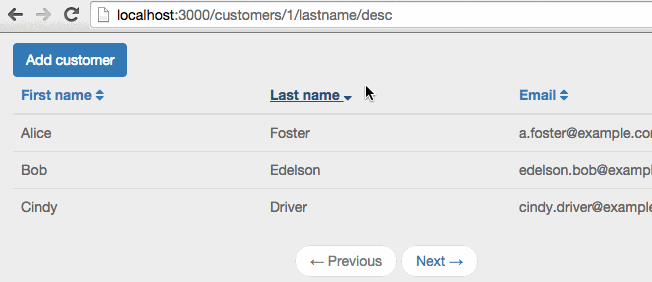 localhost:3000/customers/1/lastname/desc
Add customer
First name Last name Email
Alice Foster a.foster@example.co
Bob Edelson edelson.bob@examp
Cindy Driver cindy.driver@example
← Previous Next →